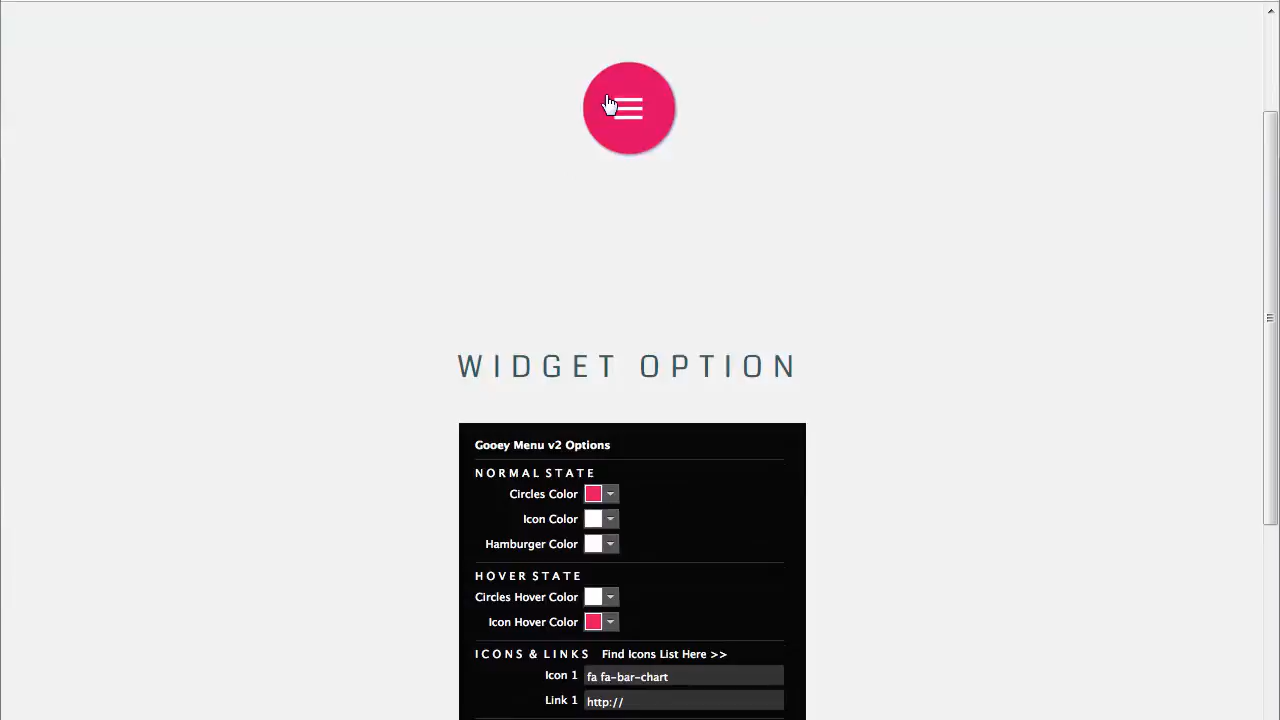 WIDGET OPTION
Gooey Menu v2 Options
NORMAL STATE
Circles Color
Icon Color
Hamburger Color
HOVER STATE
Circles Hover Color
Icon Hover Color
ICONS & LINKS Find Icons List Here >>
Icon 1 fa fa-bar-chart
Link 1 http://